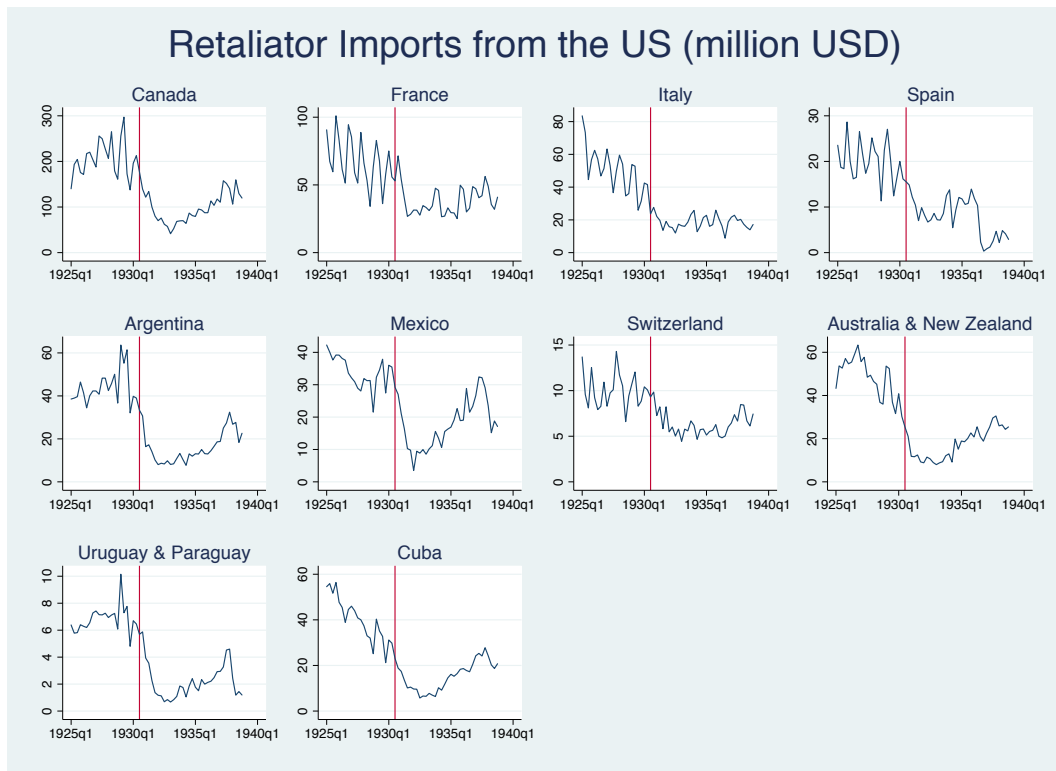 Retaliator Imports from the US (million USD)
Canada
300
200
100
0
1925q1 1930q1 1935q1 1940q1
France
100
50
0
1925q1 1930q1 1935q1 1940q1
Italy
80
60
40
20
0
1925q1 1930q1 1935q1 1940q1
Spain
30
20
10
0
1925q1 1930q1 1935q1 1940q1
Argentina
60
40
20
0
1925q1 1930q1 1935q1 1940q1
Mexico
40
30
20
10
0
1925q1 1930q1 1935q1 1940q1
Switzerland
15
10
5
0
1925q1 1930q1 1935q1 1940q1
Australia & New Zealand
60
40
20
0
1925q1 1930q1 1935q1 1940q1
Uruguay & Paraguay
10
8
6
4
2
0
1925q1 1930q1 1935q1 1940q1
Cuba
60
40
20
0
1925q1 1930q1 1935q1 1940q1